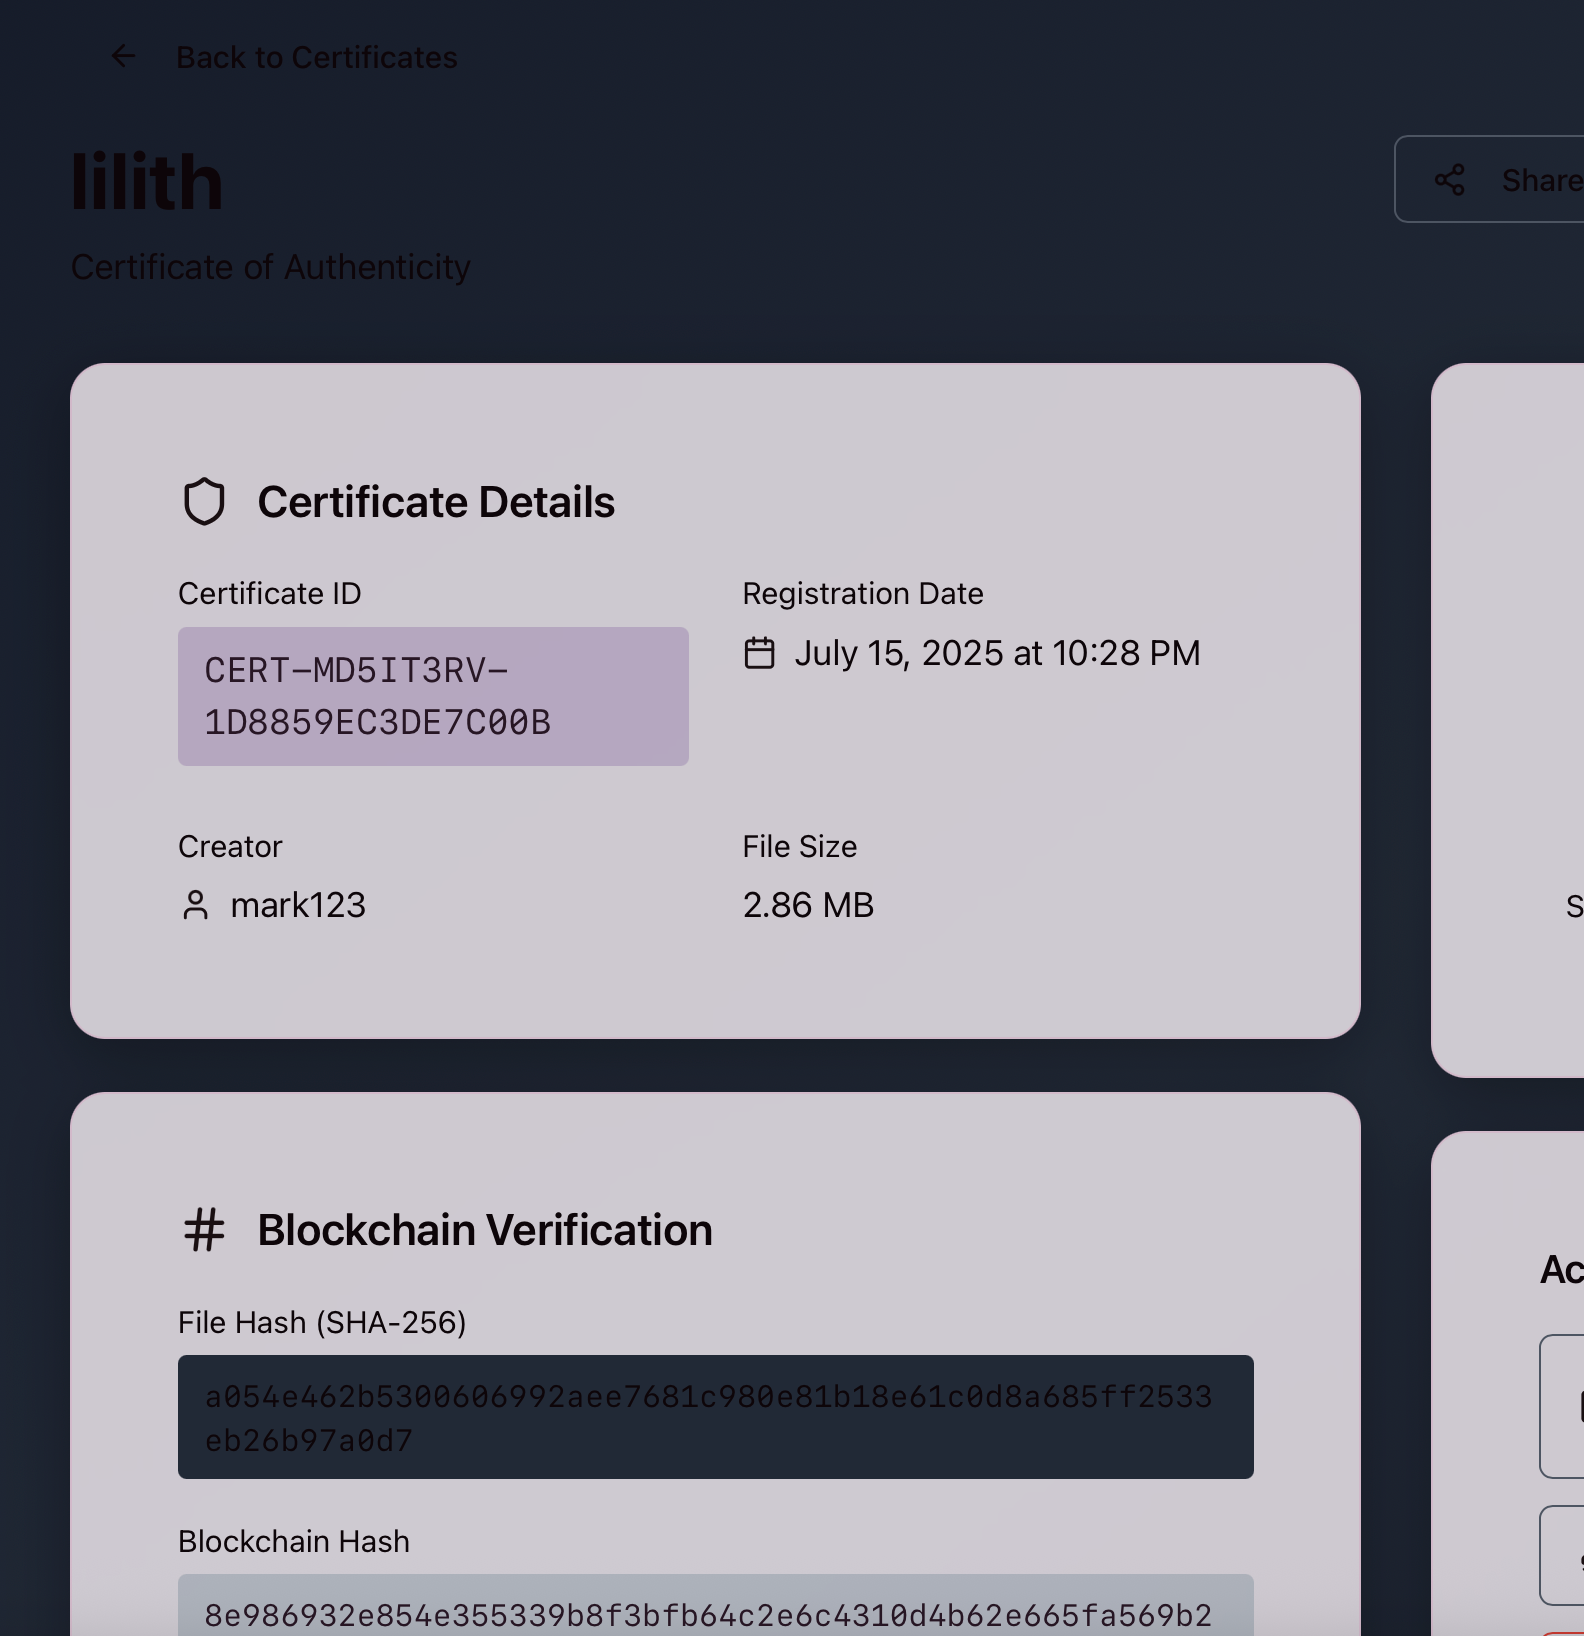 Back to Certificates
lilith
Share
Certificate of Authenticity
Certificate Details
Certificate ID
CERT-MD5IT3RV-
1D8859EC3DE7C00B
Registration Date
July 15, 2025 at 10:28 PM
Creator
mark123
File Size
2.86 MB
S
Blockchain Verification
File Hash (SHA-256)
a054e462b5300606992aee7681c980e81b18e61c0d8a685ff2533
eb26b97a0d7
Blockchain Hash
8e986932e854e355339b8f3bfb64c2e6c4310d4b62e665fa569b2
Ac